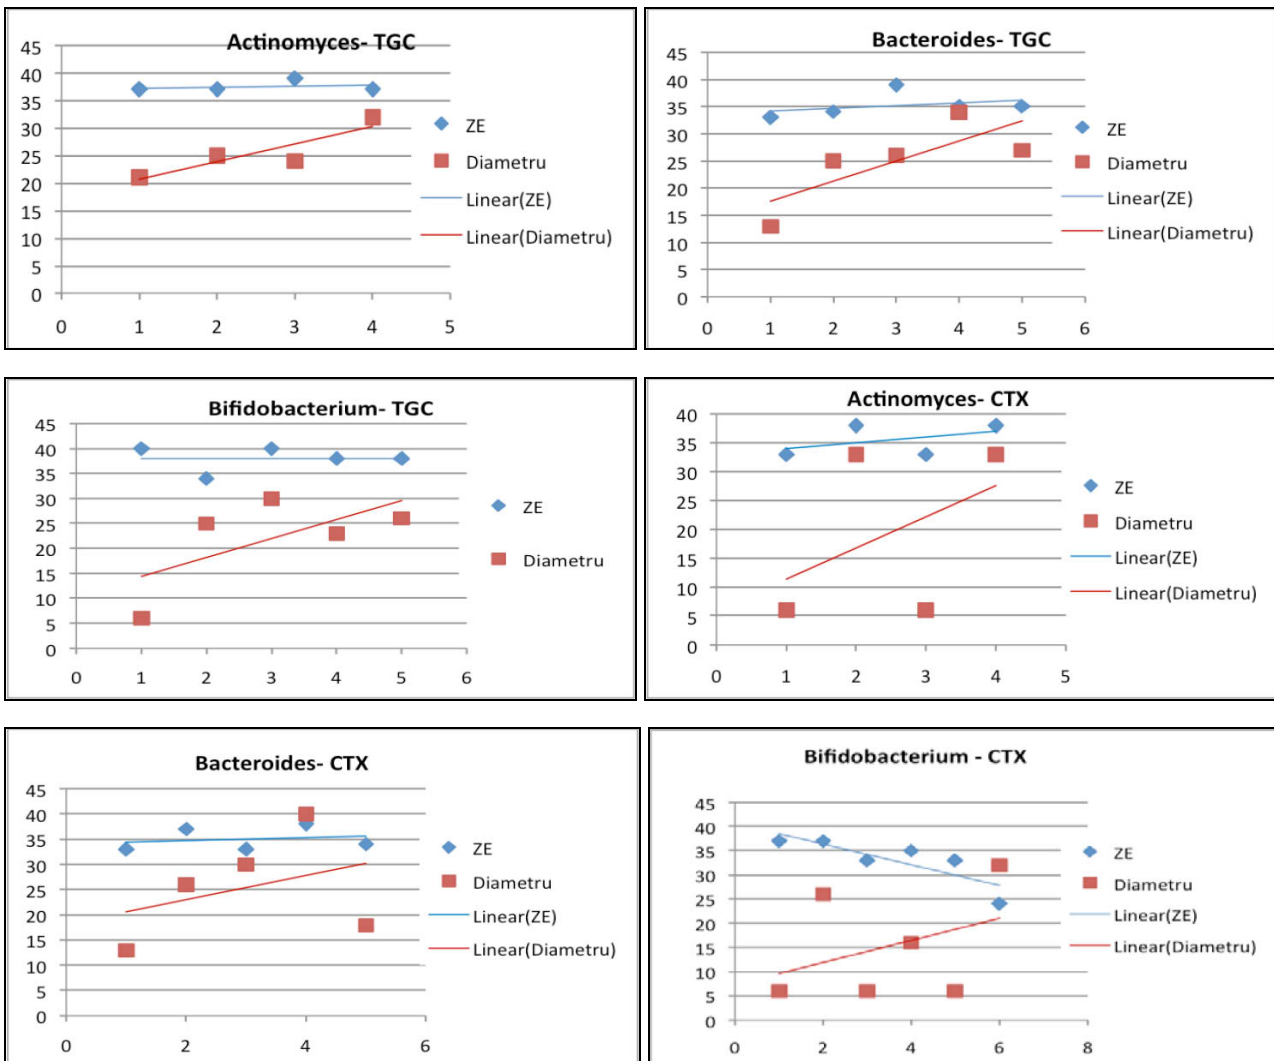 Actinomyces- TGC
45
40
35
30
25
20
15
10
5
0
0 1 2 3 4 5
ZE
Diametru
Linear(ZE)
Linear(Diametru)
Bacteroides- TGC
45
40
35
30
25
20
15
10
5
0
0 1 2 3 4 5 6
ZE
Diametru
Linear(ZE)
Linear(Diametru)
Bifidobacterium- TGC
45
40
35
30
25
20
15
10
5
0
0 1 2 3 4 5 6
ZE
Diametru
Actinomyces- CTX
40
35
30
25
20
15
10
5
0
0 1 2 3 4 5
ZE
Diametru
Linear(ZE)
Linear(Diametru)
Bacteroides- CTX
45
40
35
30
25
20
15
10
5
0
0 2 4 6
ZE
Diametru
Linear(ZE)
Linear(Diametru)
Bifidobacterium - CTX
45
40
35
30
25
20
15
10
5
0
0 2 4 6 8
ZE
Diametru
Linear(ZE)
Linear(Diametru)